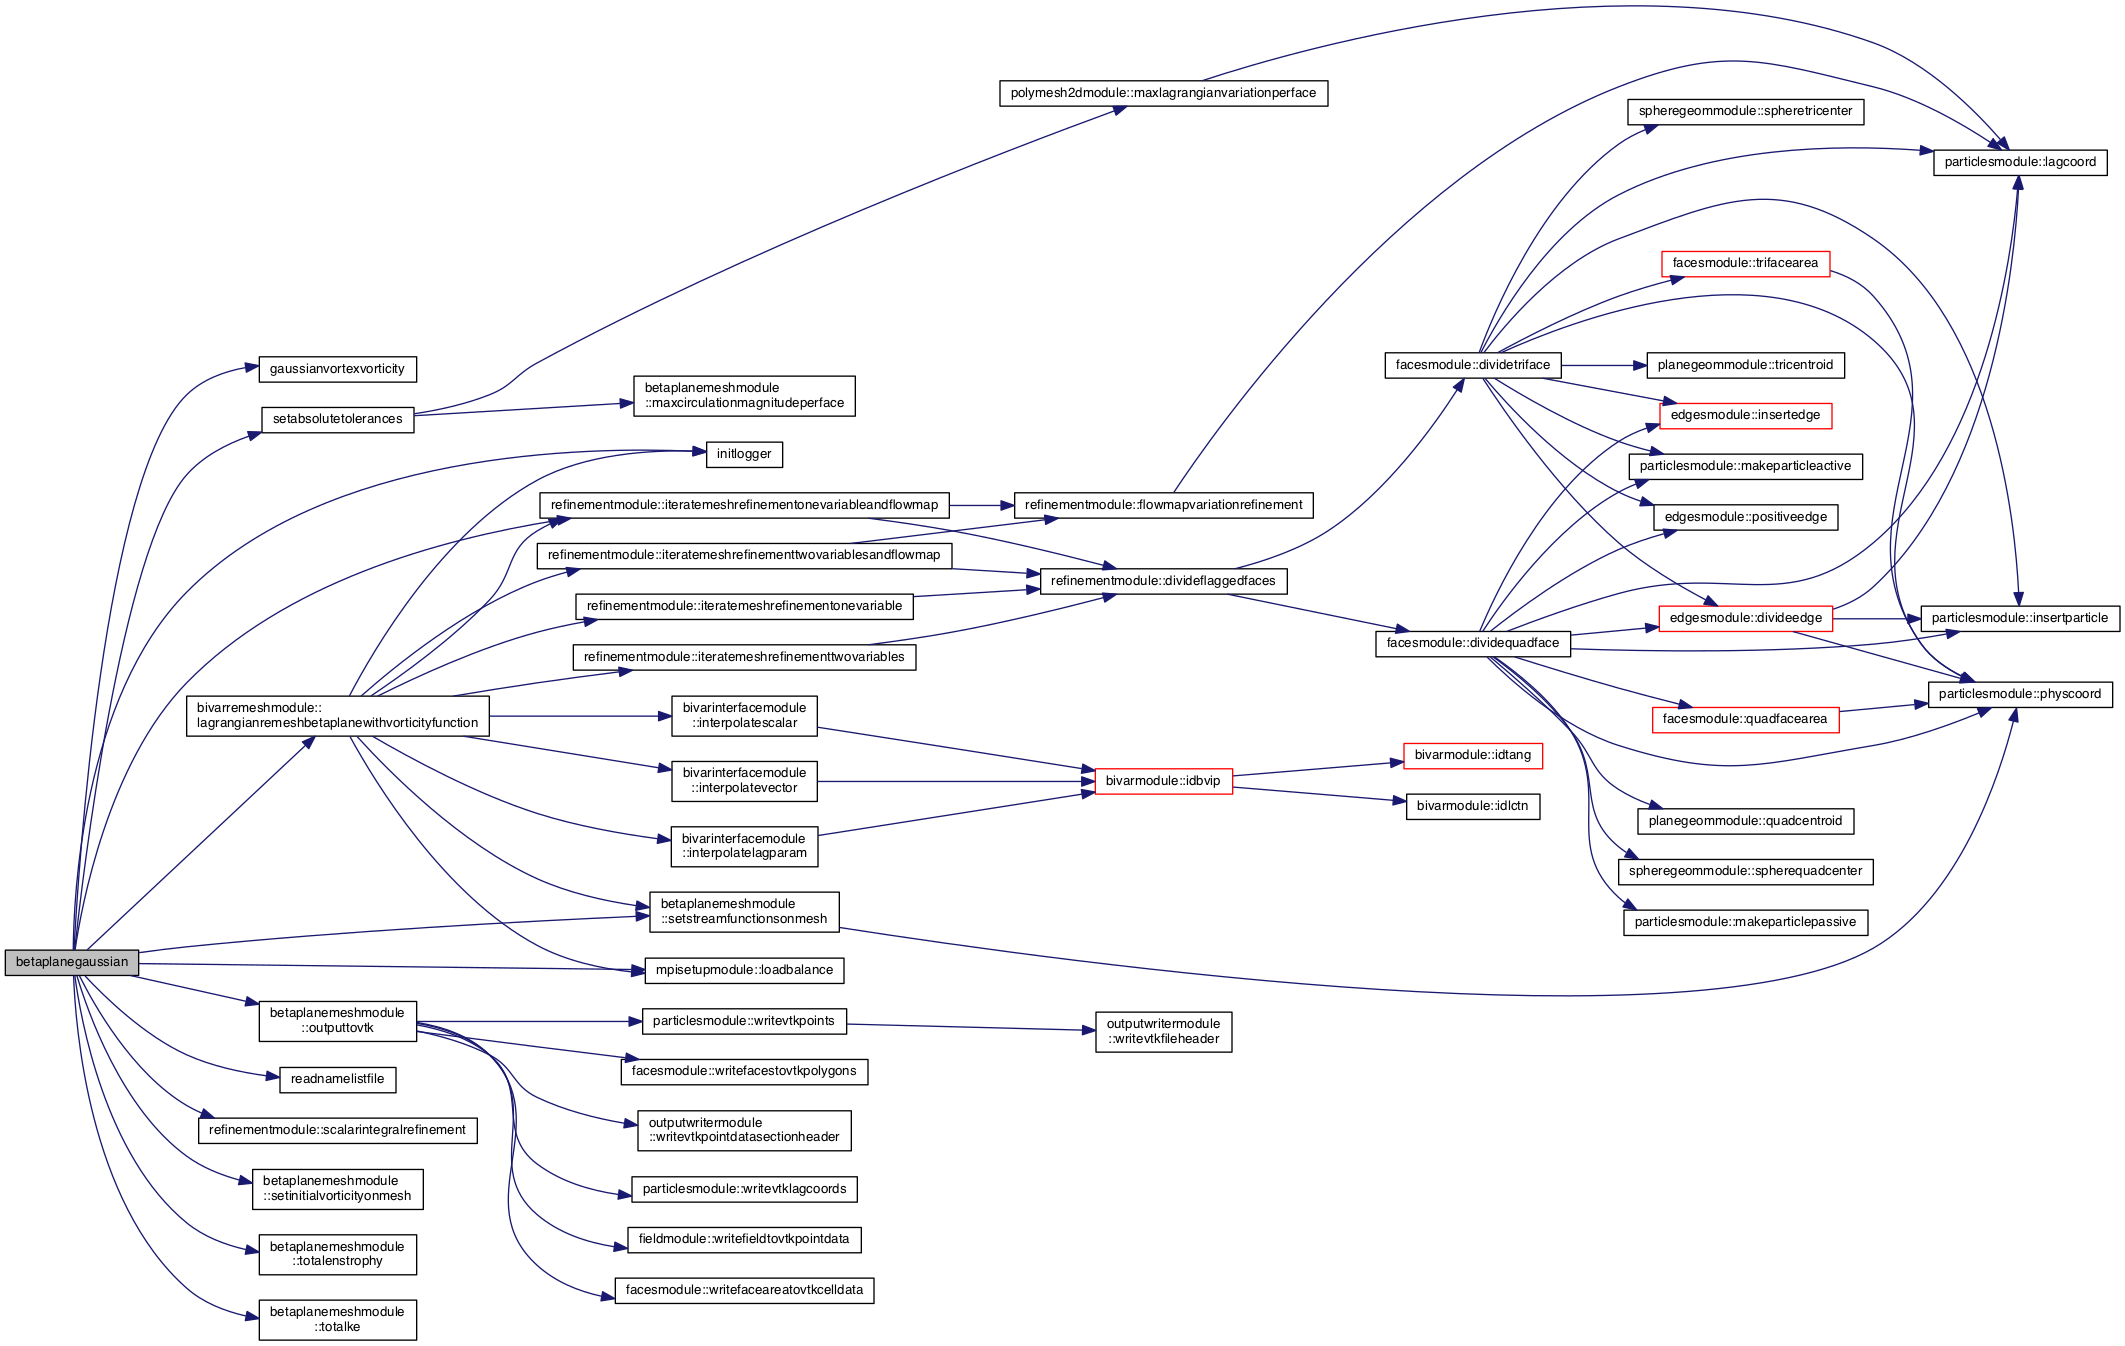 polymesh2dmodule::maxlagrangianvariationperface
spheregeommodule::spheretricenter
particlesmodule::lagcoord
facesmodule::trifacearea
gaussianvortexvorticity
facesmodule::dividetriface
planegeommodule::tricentroid
betaplanemeshmodule
::maxcirculationmagnitudeperface
setabsolutetolerances
edgesmodule::insertedge
initlogger
particlesmodule::makeparticleactive
refinementmodule::iteratemeshrefinementonevariableandflowmap
refinementmodule::flowmapvariationrefinement
edgesmodule::positiveedge
refinementmodule::iteratemeshrefinementtwovariablesandflowmap
refinementmodule::divideflaggedfaces
refinementmodule::iteratemeshrefinementonevariable
edgesmodule::divideedge
particlesmodule::insertparticle
facesmodule::dividequadface
refinementmodule::iteratemeshrefinementtwovariables
particlesmodule::physcoord
bivarremeshmodule::
lagrangianremeshbetaplanewithvorticityfunction
bivarinterfacemodule
::interpolatescalar
facesmodule::quadfacearea
bivarmodule::idtang
bivarinterfacemodule
::interpolatevector
bivarmodule::idbvip
bivarmodule::idlctn
planegeommodule::quadcentroid
bivarinterfacemodule
::interpolatelagparam
spheregeommodule::spherequadcenter
betaplanemeshmodule
::setstreamfunctionsonmesh
particlesmodule::makeparticlepassive
betaplanegaussian
mpisetupmodule::loadbalance
betaplanemeshmodule
::outputtovtk
particlesmodule::writevtkpoints
outputwritermodule
::writevtkfileheader
facesmodule::writefacestovtkpolygons
readnamelistfile
refinementmodule::scalarintegralrefinement
outputwritermodule
::writevtkpointdatasectionheader
betaplanemeshmodule
::setinitialvorticityonmesh
particlesmodule::writevtklagcoords
betaplanemeshmodule
::totalenstrophy
fieldmodule::writefieldtovtkpointdata
facesmodule::writefaceareatovtkcelldata
betaplanemeshmodule
::totalke